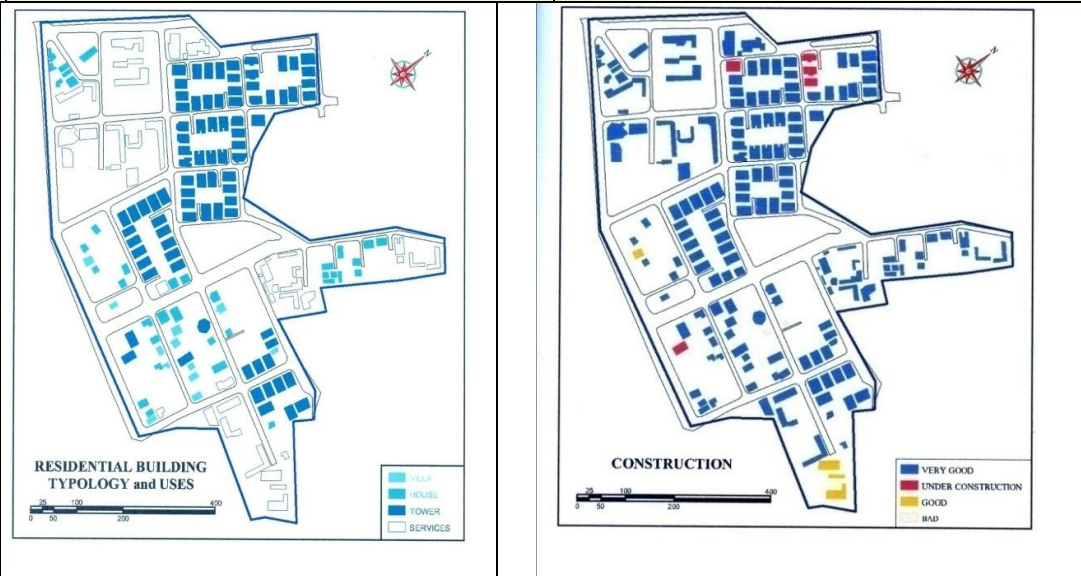 N
RESIDENTIAL BUILDING
TYPOLOGY and USES
25 100 400
0 50 200
VILLA
HOUSE
TOWER
SERVICES
N
CONSTRUCTION
25 100 400
0 50 200
VERY GOOD
UNDER CONSTRUCTION
GOOD
BAD